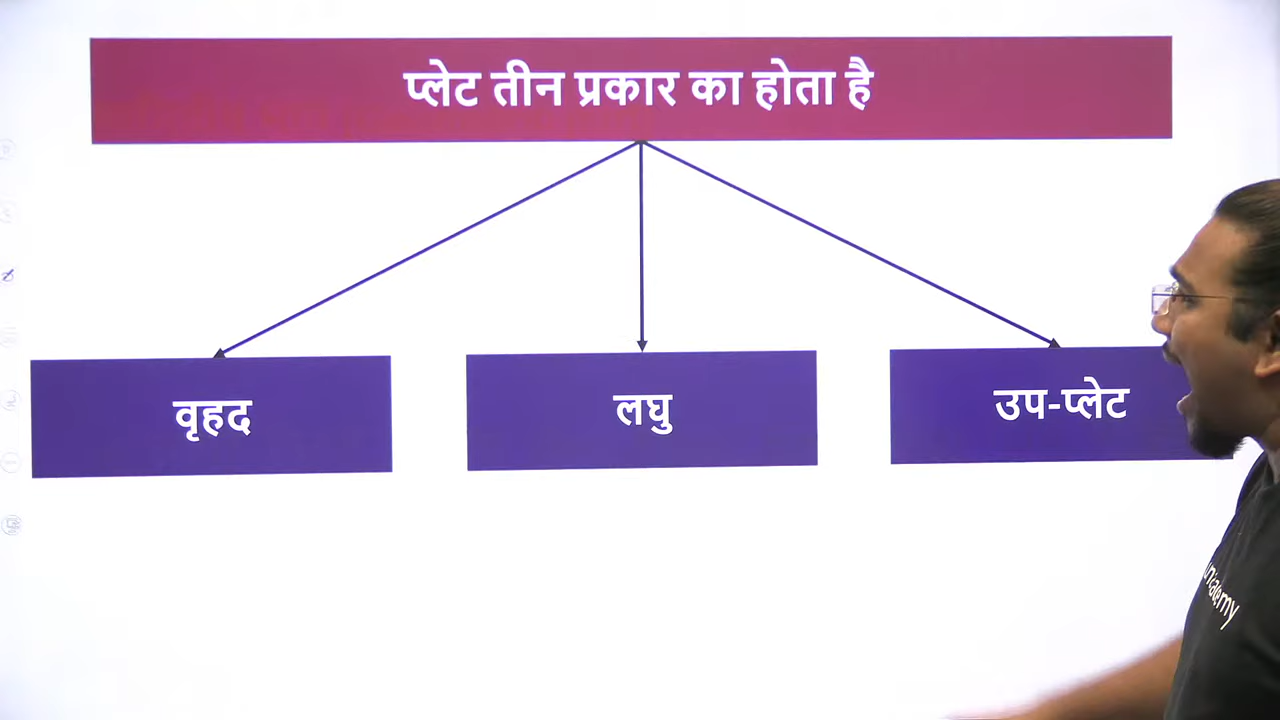 प्लेट तीन प्रकार का होता है
वृहद
लघु
उप-प्लेट